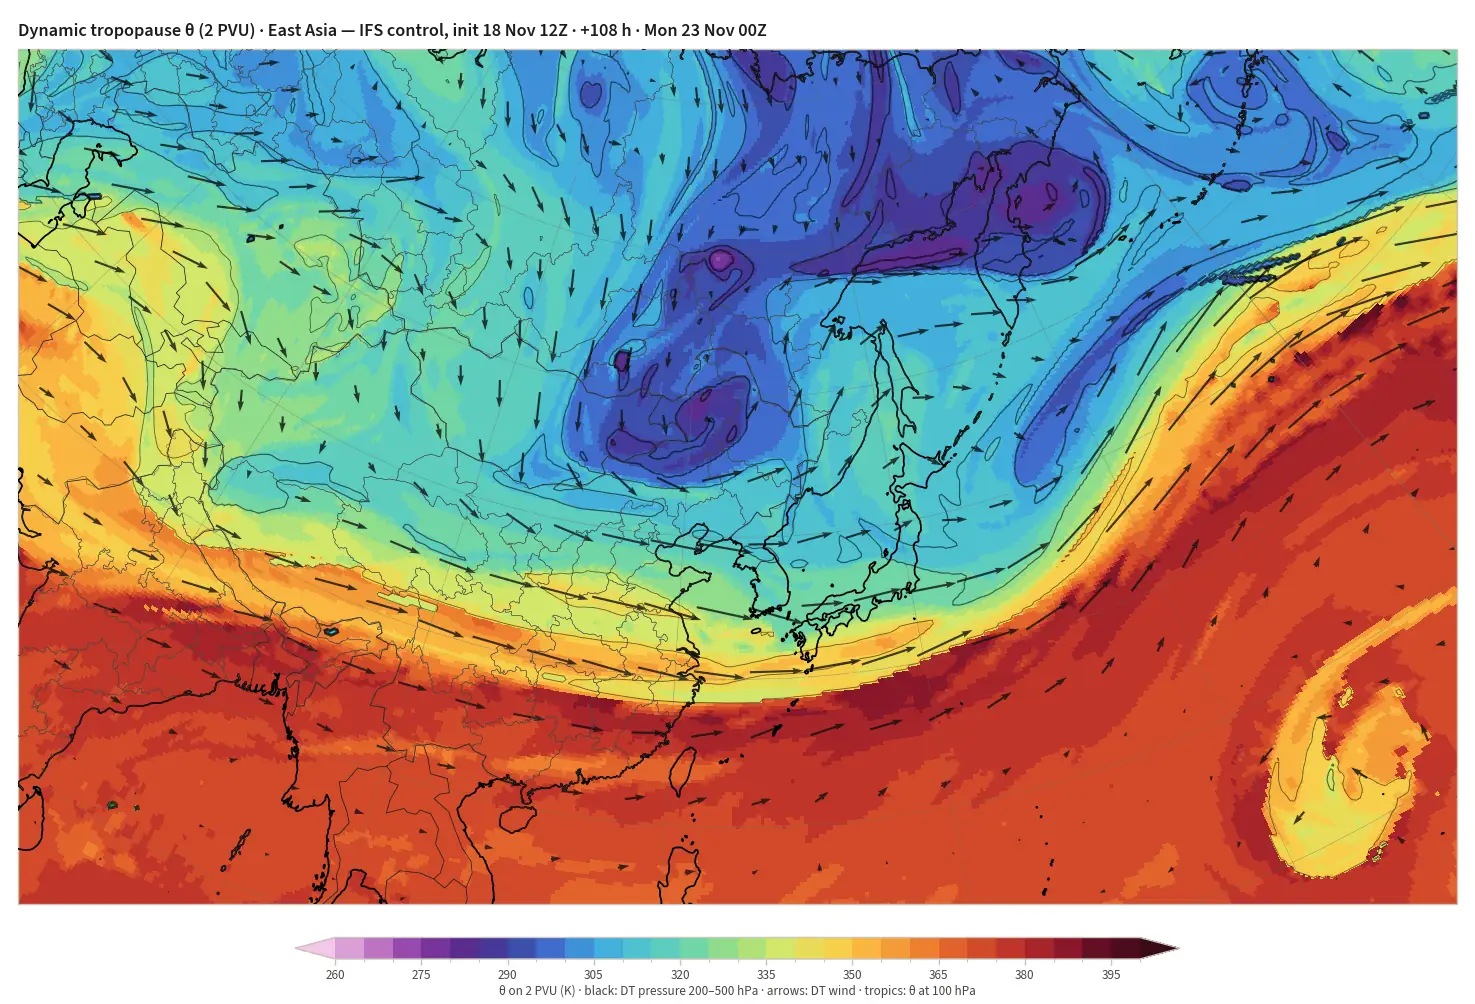 Dynamic tropopause θ (2 PVU) · East Asia — IFS control, init 18 Nov 12Z · +108 h · Mon 23 Nov 00Z
260 275 290 305 320 335 350 365 380 395
θ on 2 PVU (K) · black: DT pressure 200–500 hPa · arrows: DT wind · tropics: θ at 100 hPa